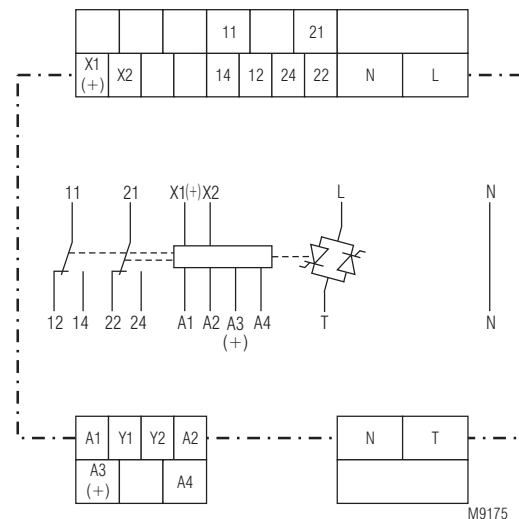 11 21
X1 (+) X2 14 12 24 22 N L
11 21 X1(+) X2 L N
12 14 22 24 A1 A2 A3 (+) A4 T N
A1 Y1 Y2 A2 N T
A3 (+) A4
M9175